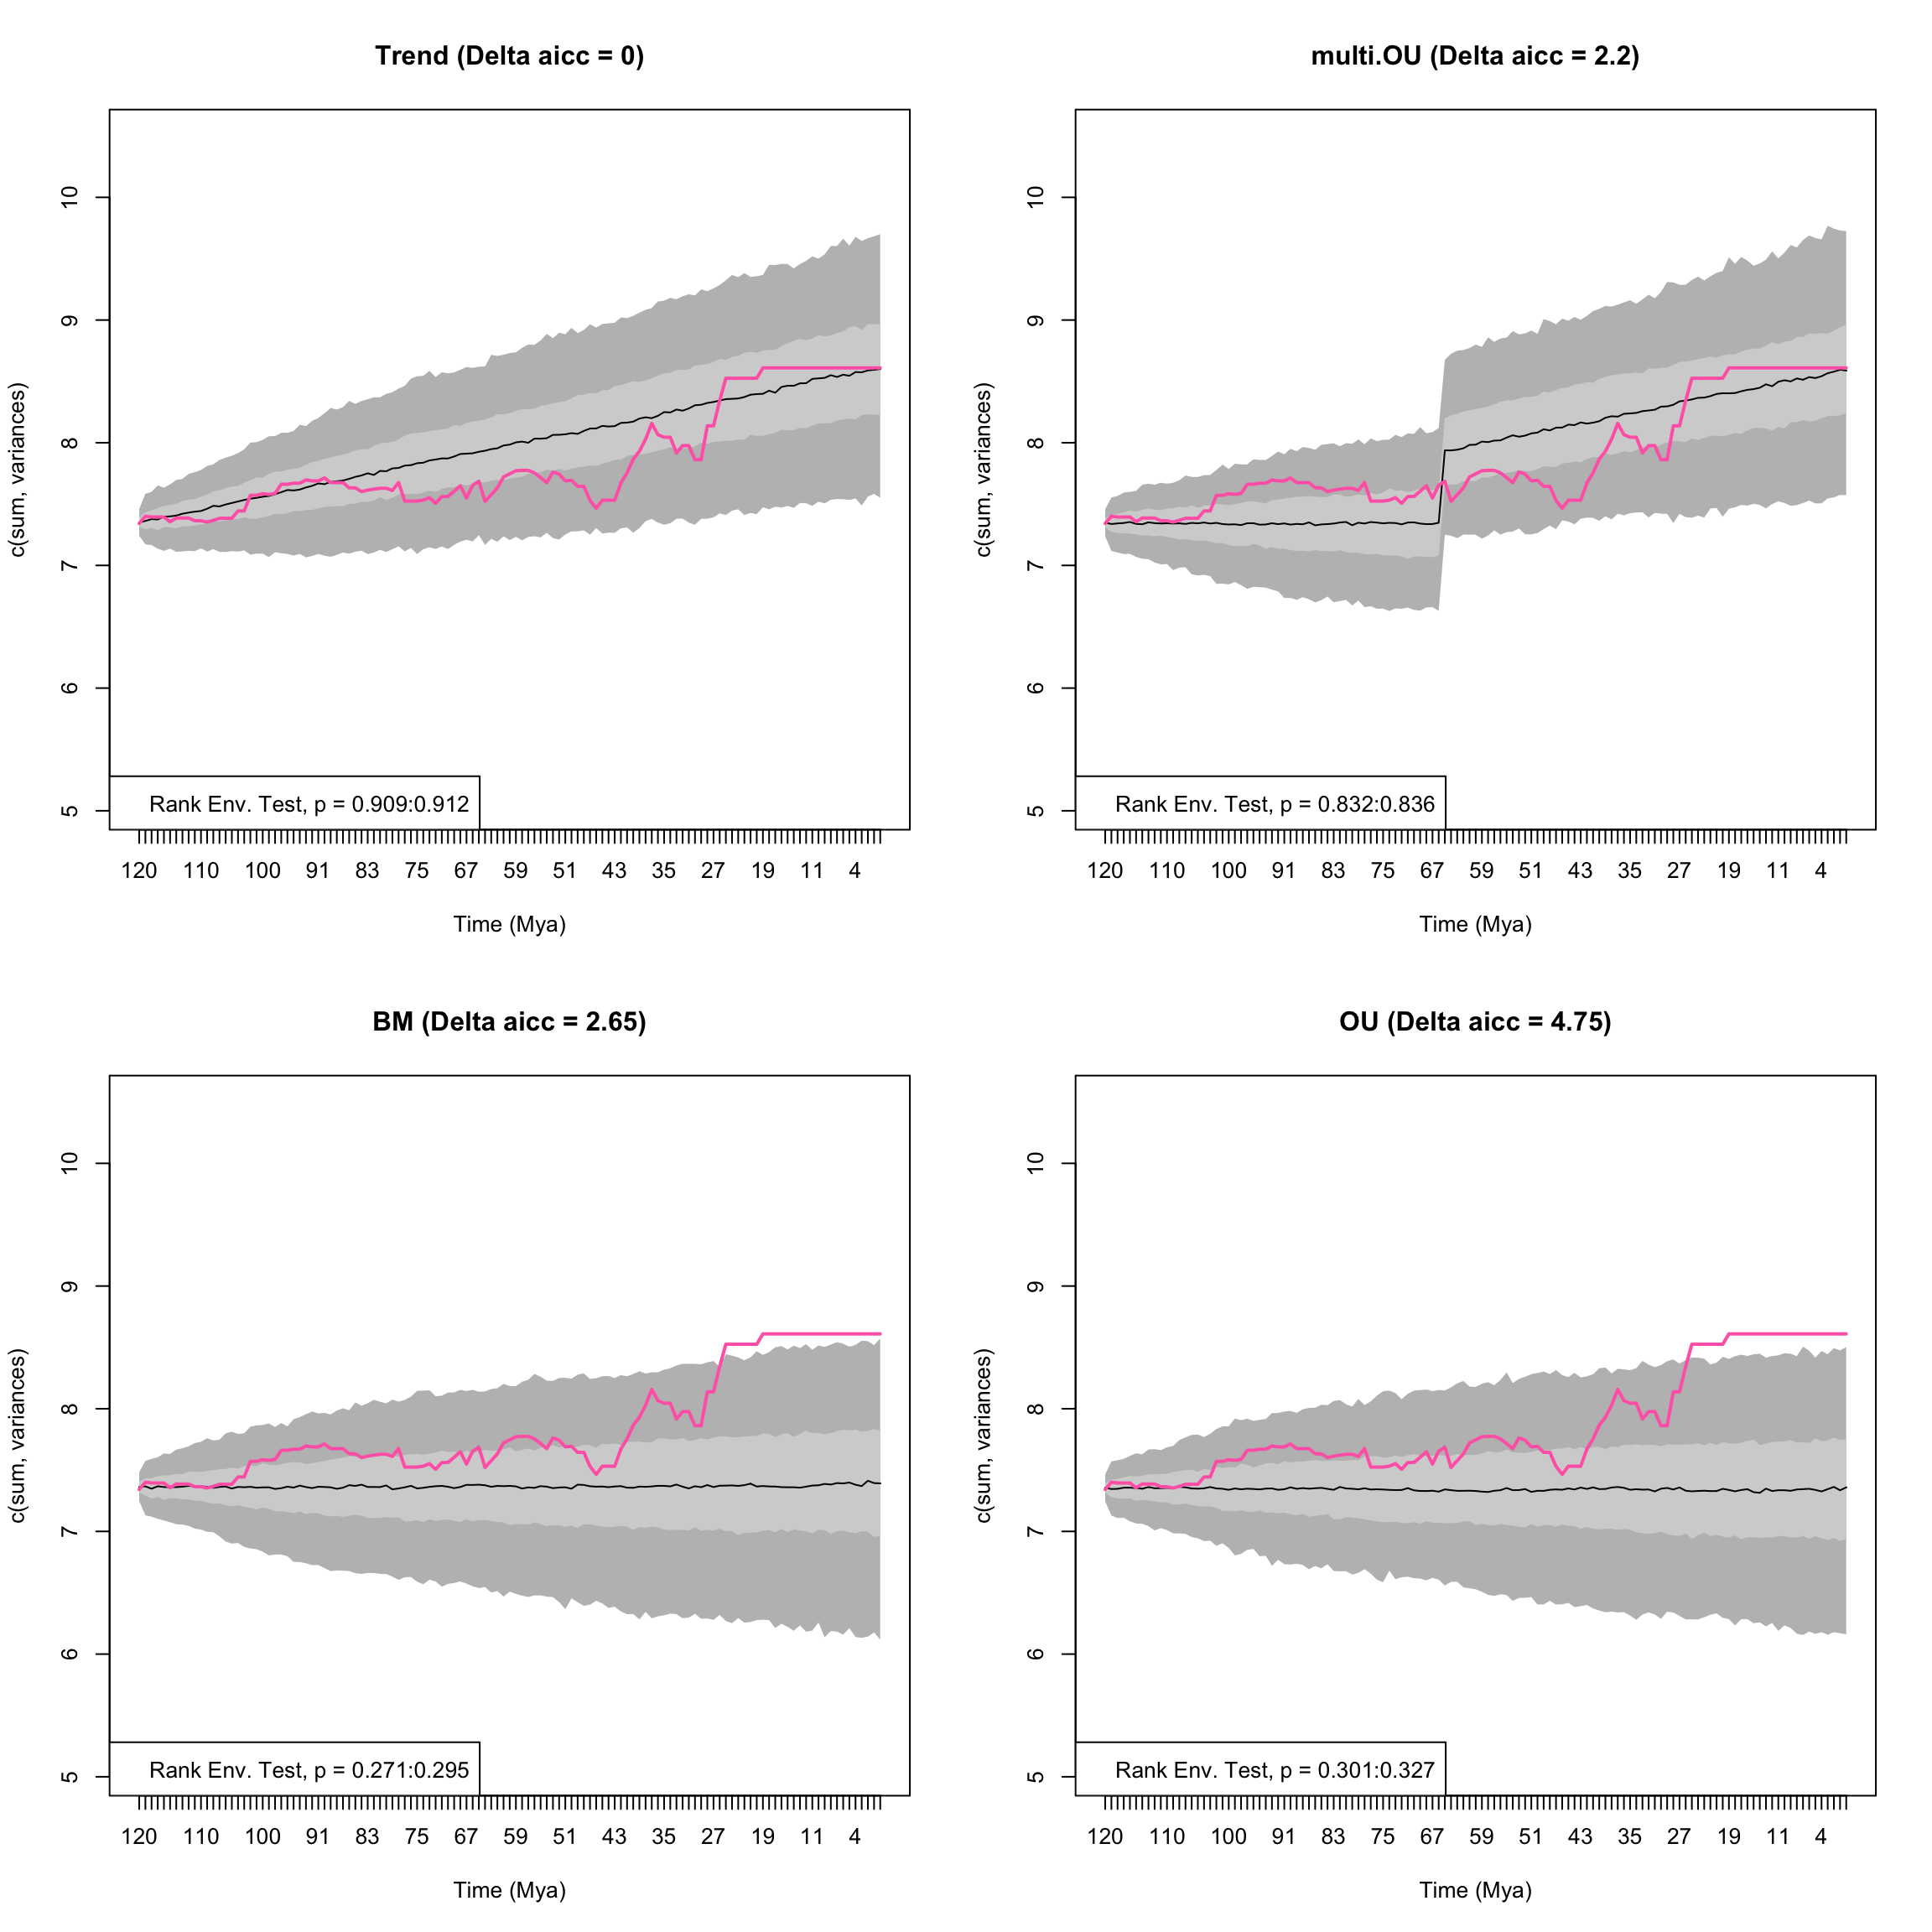 Trend (Delta aicc = 0)
c(sum, variances)
10
9
8
7
6
5
Rank Env. Test, p = 0.909:0.912
120 110 100 91 83 75 67 59 51 43 35 27 19 11 4
Time (Mya)
multi.OU (Delta aicc = 2.2)
c(sum, variances)
10
9
8
7
6
5
Rank Env. Test, p = 0.832:0.836
120 110 100 91 83 75 67 59 51 43 35 27 19 11 4
Time (Mya)
BM (Delta aicc = 2.65)
c(sum, variances)
10
9
8
7
6
5
Rank Env. Test, p = 0.271:0.295
120 110 100 91 83 75 67 59 51 43 35 27 19 11 4
Time (Mya)
OU (Delta aicc = 4.75)
c(sum, variances)
10
9
8
7
6
5
Rank Env. Test, p = 0.301:0.327
120 110 100 91 83 75 67 59 51 43 35 27 19 11 4
Time (Mya)